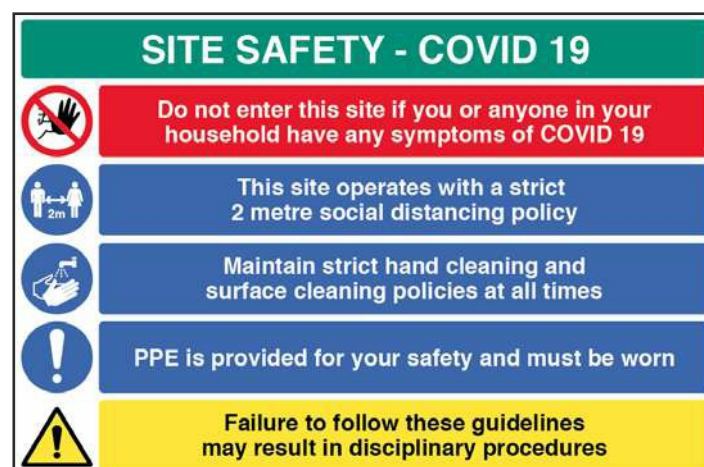 SITE SAFETY - COVID 19
Do not enter this site if you or anyone in your
household have any symptoms of COVID 19
This site operates with a strict
2 metre social distancing policy
2m
Maintain strict hand cleaning and
surface cleaning policies at all times
PPE is provided for your safety and must be worn
Failure to follow these guidelines
may result in disciplinary procedures